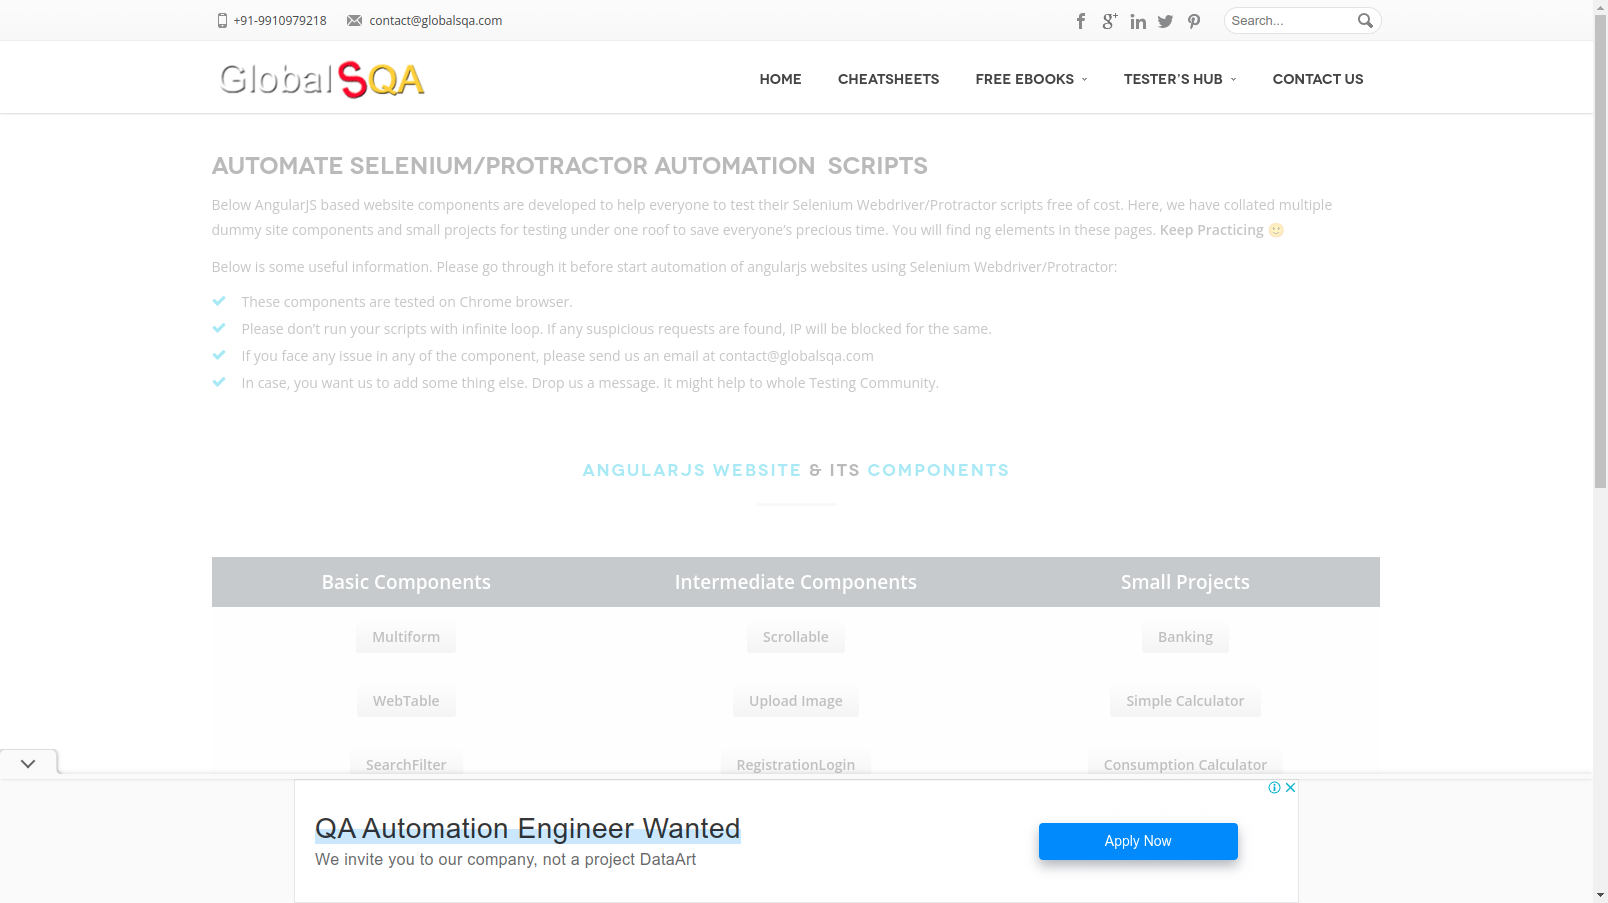 +91-9910979218 contact@globalsqa.com
Search...
GlobalSQA
HOME CHEATSHEETS FREE EBOOKS TESTER'S HUB CONTACT US
AUTOMATE SELENIUM/PROTRACTOR AUTOMATION SCRIPTS
Below AngularJS based website components are developed to help everyone to test their Selenium Webdriver/Protractor scripts free of cost. Here, we have collated multiple
dummy site components and small projects for testing under one roof to save everyone's precious time. You will find ng elements in these pages. Keep Practicing 🙂
Below is some useful information. Please go through it before start automation of angularjs websites using Selenium Webdriver/Protractor:
These components are tested on Chrome browser.
Please don't run your scripts with infinite loop. If any suspicious requests are found, IP will be blocked for the same.
If you face any issue in any of the component, please send us an email at contact@globalsqa.com
In case, you want us to add some thing else. Drop us a message. It might help to whole Testing Community.
ANGULARJS WEBSITE & ITS COMPONENTS
Basic Components Intermediate Components Small Projects
Multiform Scrollable Banking
WebTable Upload Image Simple Calculator
SearchFilter RegistrationLogin Consumption Calculator
QA Automation Engineer Wanted
We invite you to our company, not a project DataArt
Apply Now